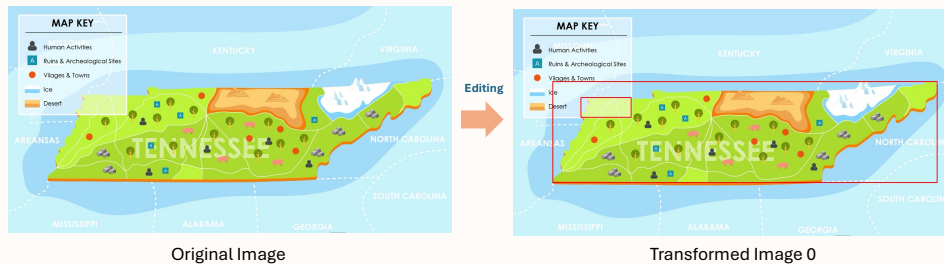 MAP KEY
MISSOURI
Human Activities
A Ruins & Archeological Sites
Vilages & Towns
Ice
Desert
KENTUCKY
VIRGINIA
ARKANSAS
TENNESSEE
NORTH CAROLINA
SOUTH CAROLINA
MISSISSIPPI
ALABAMA
GEORGIA
Original Image
Editing
MAP KEY
MISSOURI
Human Activities
A Ruins & Archeological Sites
Vilages & Towns
Ice
Desert
KENTUCKY
VIRGINIA
ARKANSAS
TENNESSEE
NORTH CAROLINA
SOUTH CAROLINA
MISSISSIPPI
ALABAMA
GEORGIA
Transformed Image 0